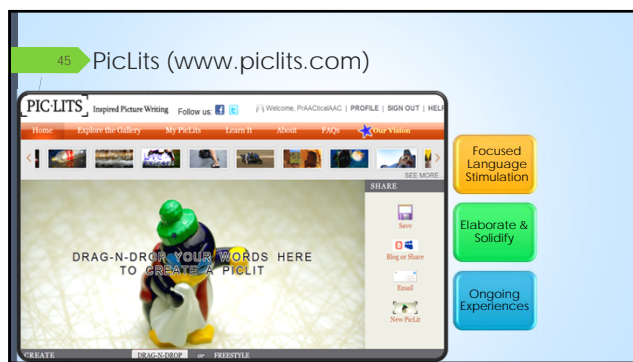 45 PicLits (www.piclits.com)
PIC·LITS Inspired Picture Writing Follow us: Welcome, PrAACticalAAC | PROFILE | SIGN OUT | HELP
Home Explore the Gallery My PicLits Learn It About FAQs Our Vision
SEE MORE
SHARE
Save
Blog or Share
Email
New PicLit
DRAG-N-DROP YOUR WORDS HERE
TO CREATE A PICLIT
CREATE DRAG-N-DROP or FREESTYLE
Focused
Language
Stimulation
Elaborate &
Solidify
Ongoing
Experiences